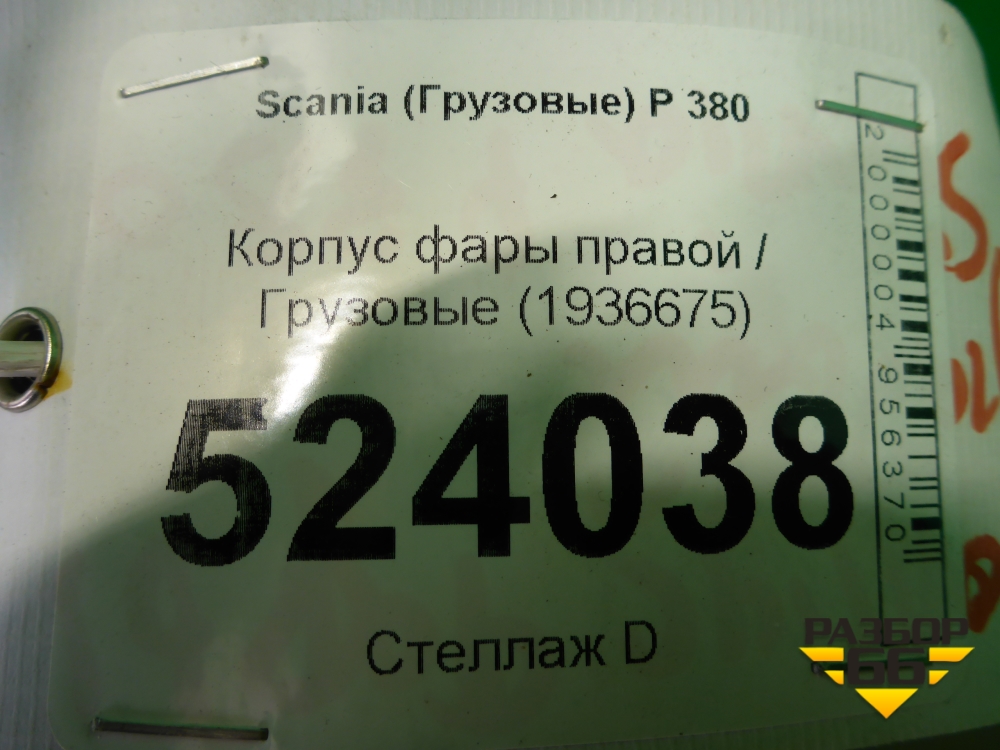 Scania (Грузовые) P 380
Корпус фары правой /
Грузовые (1936675)
524038
Стеллаж D
2000004956370
РАЗБОР
66